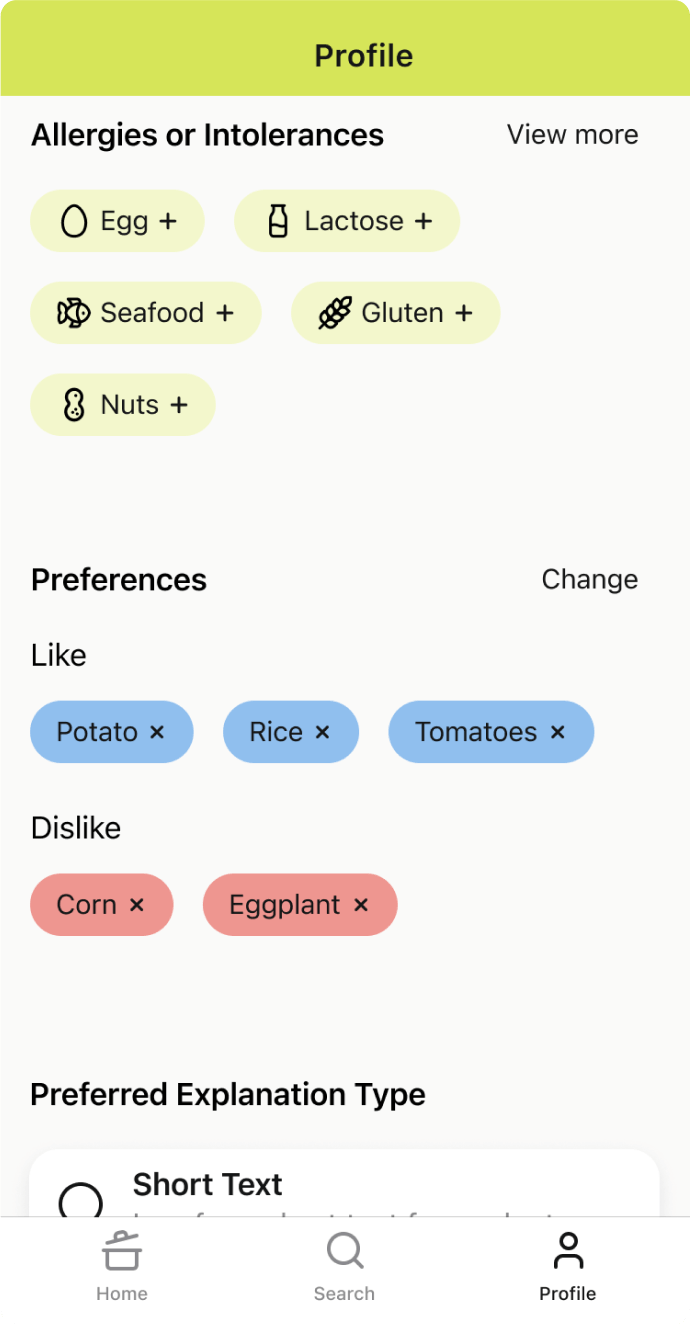 Profile
Allergies or Intolerances View more
Egg + Lactose +
Seafood + Gluten +
Nuts +
Preferences Change
Like
Potato × Rice × Tomatoes ×
Dislike
Corn × Eggplant ×
Preferred Explanation Type
Short Text
Home Search Profile